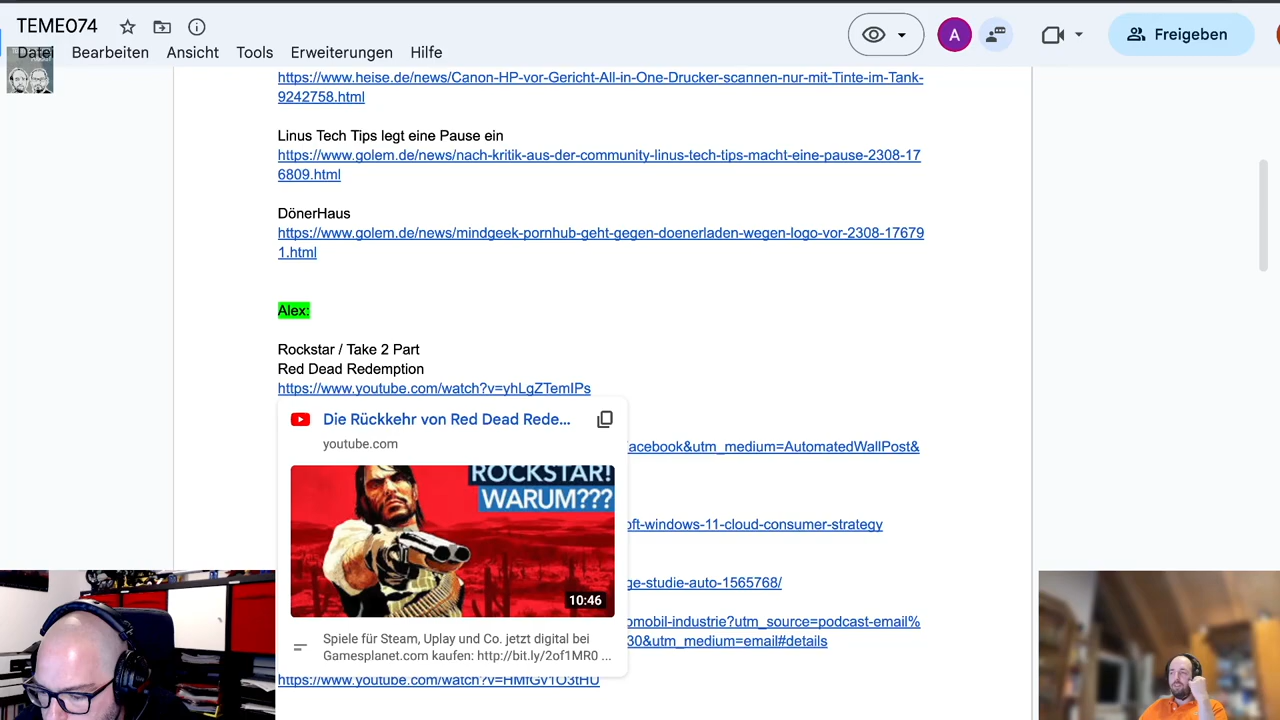 TEME074
Datei Bearbeiten Ansicht Tools Erweiterungen Hilfe
A
Freigeben
https://www.heise.de/news/Canon-HP-vor-Gericht-All-in-One-Drucker-scannen-nur-mit-Tinte-im-Tank-
9242758.html
Linus Tech Tips legt eine Pause ein
https://www.golem.de/news/nach-kritik-aus-der-community-linus-tech-tips-macht-eine-pause-2308-17
6809.html
DönerHaus
https://www.golem.de/news/mindgeek-pornhub-geht-gegen-doenerladen-wegen-logo-vor-2308-17679
1.html
Alex:
Rockstar / Take 2 Part
Red Dead Redemption
https://www.youtube.com/watch?v=yhLgZTemIPs
Die Rückkehr von Red Dead Rede...
youtube.com
acebook&utm_medium=AutomatedWallPost&
ROCKSTAR!
WARUM???
oft-windows-11-cloud-consumer-strategy
ge-studie-auto-1565768/
10:46
omobil-industrie?utm_source=podcast-email%
30&utm_medium=email#details
Spiele für Steam, Uplay und Co. jetzt digital bei
Gamesplanet.com kaufen: http://bit.ly/2of1MR0 ...
https://www.youtube.com/watch?v=HMfGv1O3tHU